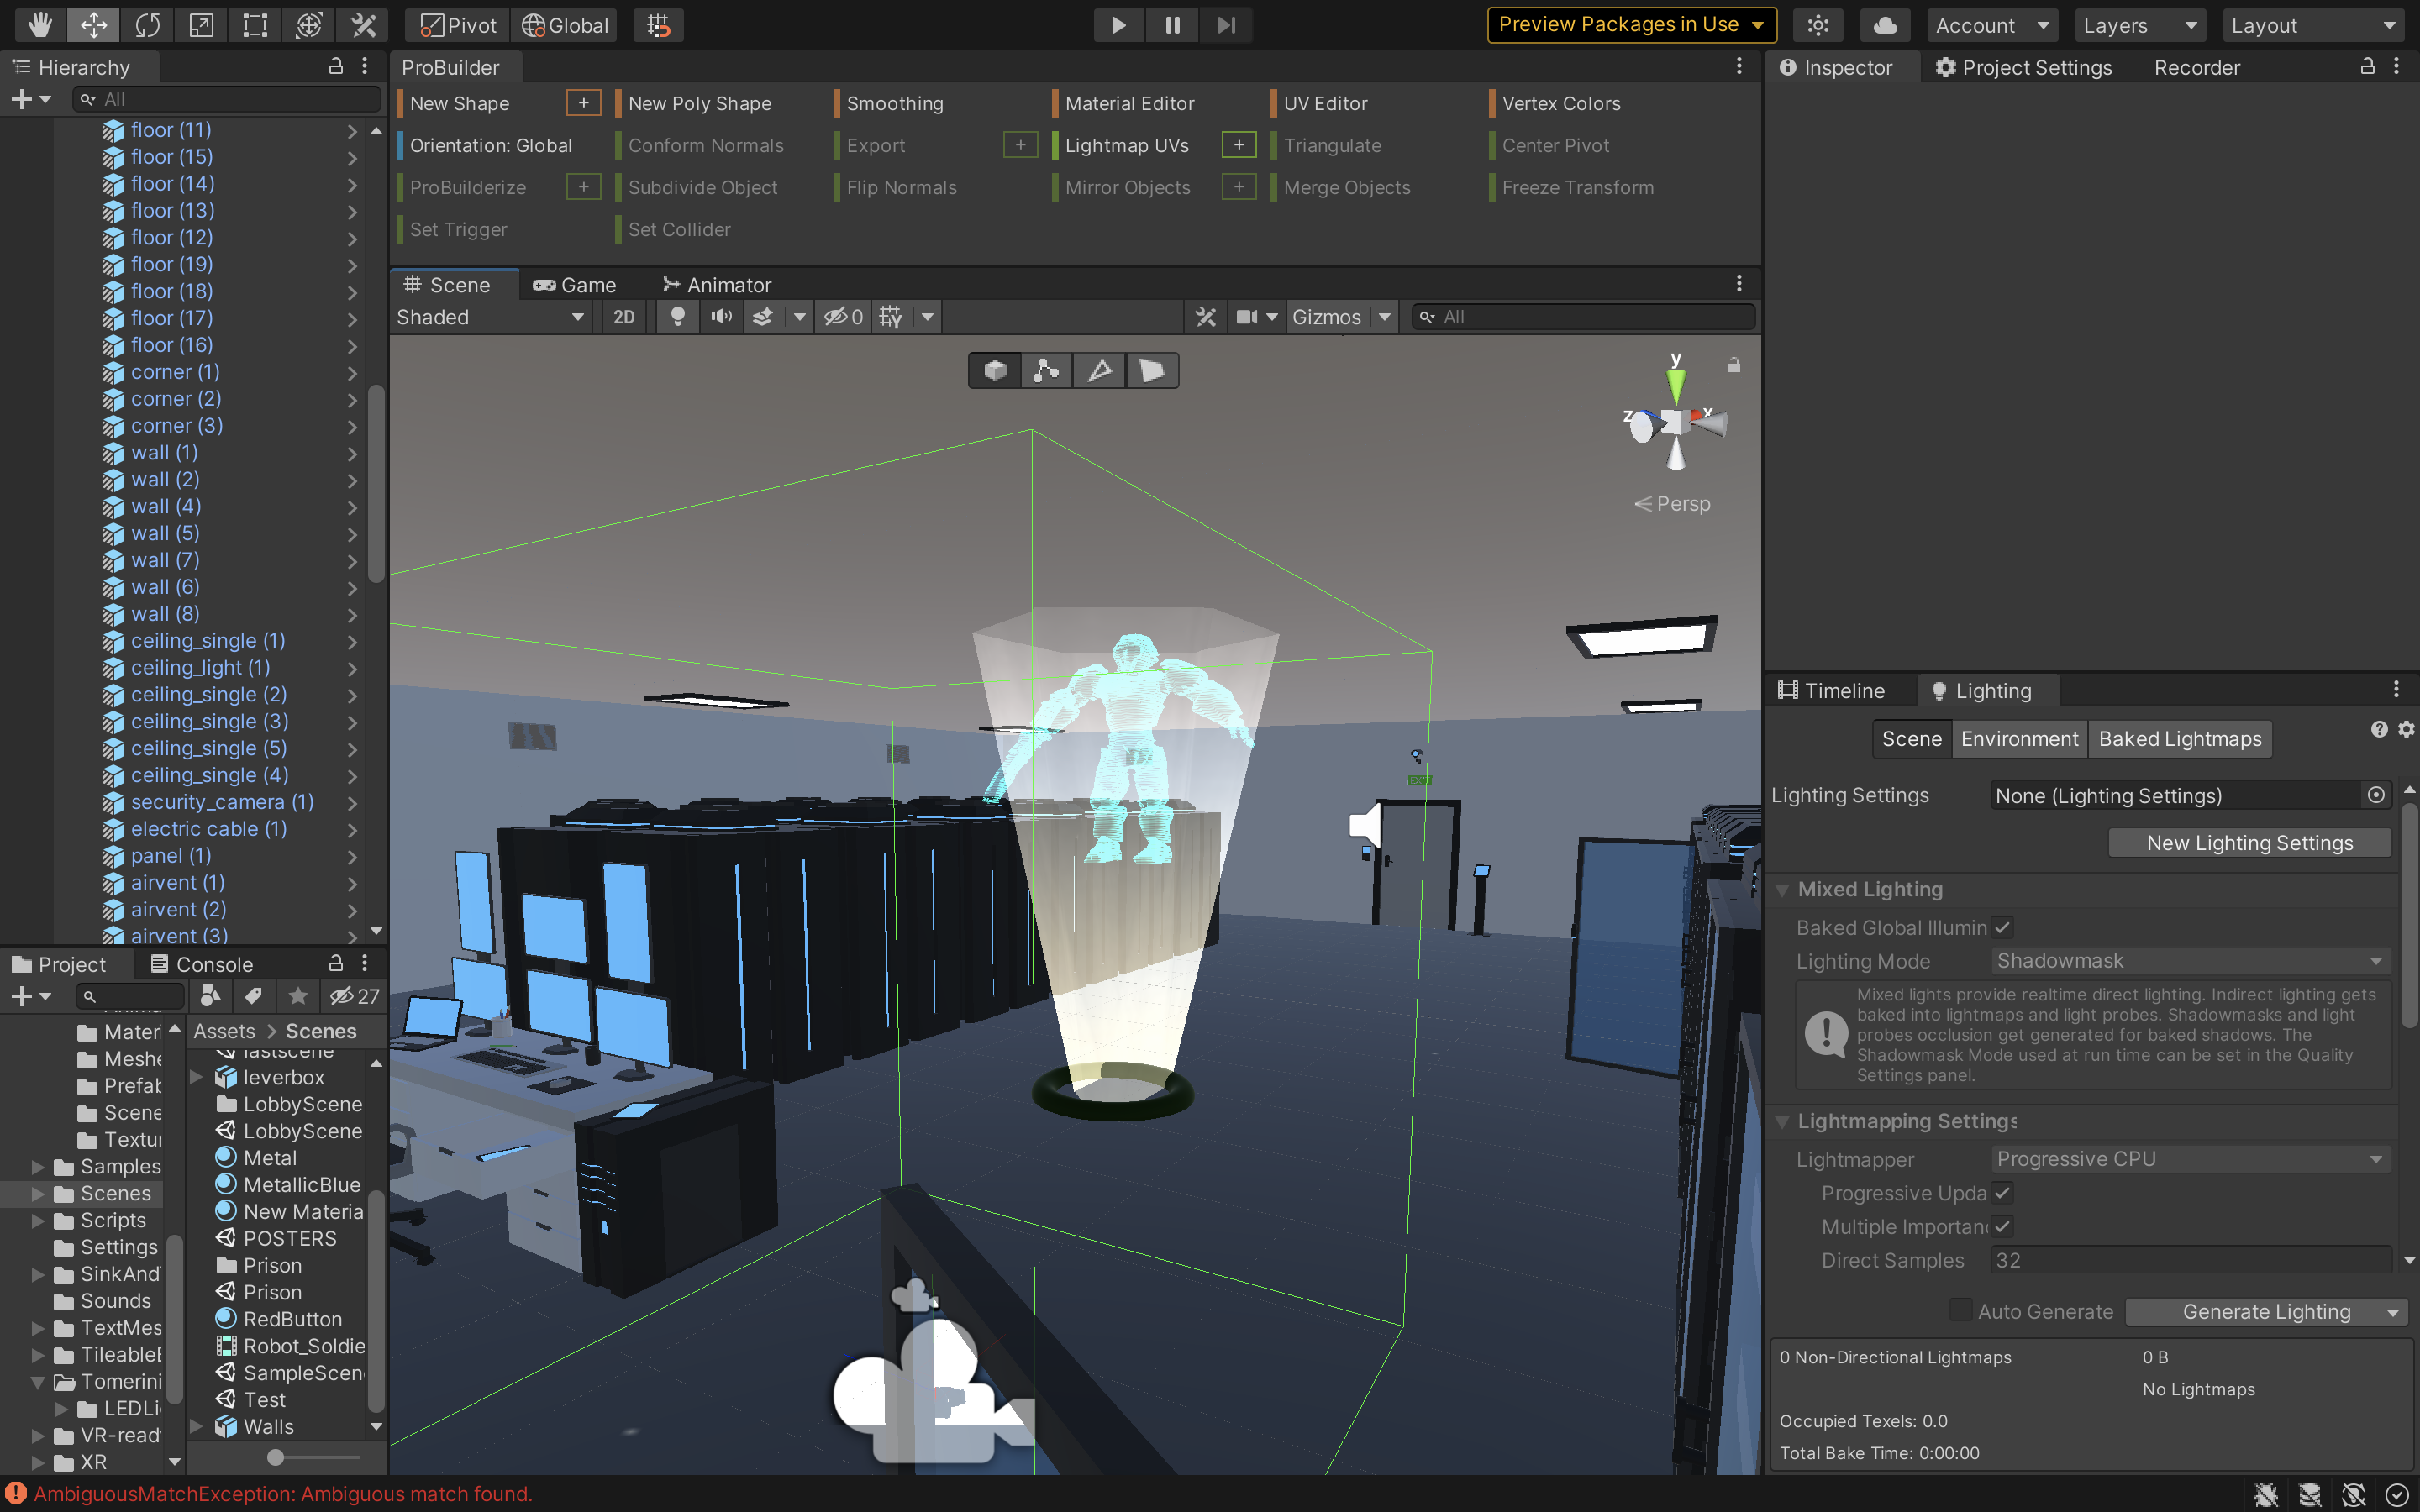 Pivot Global Preview Packages in Use Account Layers Layout
Hierarchy
All
floor (11)
floor (15)
floor (14)
floor (13)
floor (12)
floor (19)
floor (18)
floor (17)
floor (16)
corner (1)
corner (2)
corner (3)
wall (1)
wall (2)
wall (4)
wall (5)
wall (7)
wall (6)
wall (8)
ceiling_single (1)
ceiling_light (1)
ceiling_single (2)
ceiling_single (3)
ceiling_single (5)
ceiling_single (4)
security_camera (1)
electric cable (1)
panel (1)
airvent (1)
airvent (2)
airvent (3)
ProBuilder
New Shape + New Poly Shape Smoothing Material Editor UV Editor Vertex Colors
Orientation: Global Conform Normals Export + Lightmap UVs + Triangulate Center Pivot
ProBuilderize + Subdivide Object Flip Normals Mirror Objects + Merge Objects Freeze Transform
Set Trigger Set Collider
Scene Game Animator
Shaded 2D 0 Gizmos All
y
z x
Persp
EXIT
Inspector Project Settings Recorder
Timeline Lighting
Scene Environment Baked Lightmaps
Lighting Settings None (Lighting Settings)
New Lighting Settings
Mixed Lighting
Baked Global Illumin
Lighting Mode Shadowmask
Mixed lights provide realtime direct lighting. Indirect lighting gets
baked into lightmaps and light probes. Shadowmasks and light
probes occlusion get generated for baked shadows. The
Shadowmask Mode used at run time can be set in the Quality
Settings panel.
Lightmapping Settings
Lightmapper Progressive CPU
Progressive Upda
Multiple Importanc
Direct Samples 32
Auto Generate Generate Lighting
0 Non-Directional Lightmaps 0 B
No Lightmaps
Occupied Texels: 0.0
Total Bake Time: 0:00:00
Project Console
27
Mater
Meshe
Prefab
Scene
Textur
Samples
Scenes
Scripts
Settings
SinkAnd
Sounds
TextMes
TileableB
Tomerini
LEDLi
VR-ready
XR
Assets > Scenes
lastscene
leverbox
LobbyScene
LobbyScene
Metal
MetallicBlue
New Materia
POSTERS
Prison
Prison
RedButton
Robot_Soldie
SampleScen
Test
Walls
AmbiguousMatchException: Ambiguous match found.